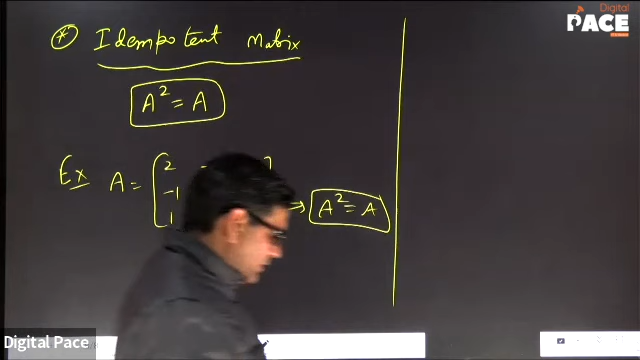 Digital
PACE
* Idempotent Matrix
A² = A
Ex A = [2
-1
1
⇒ A² = A
Digital Pace